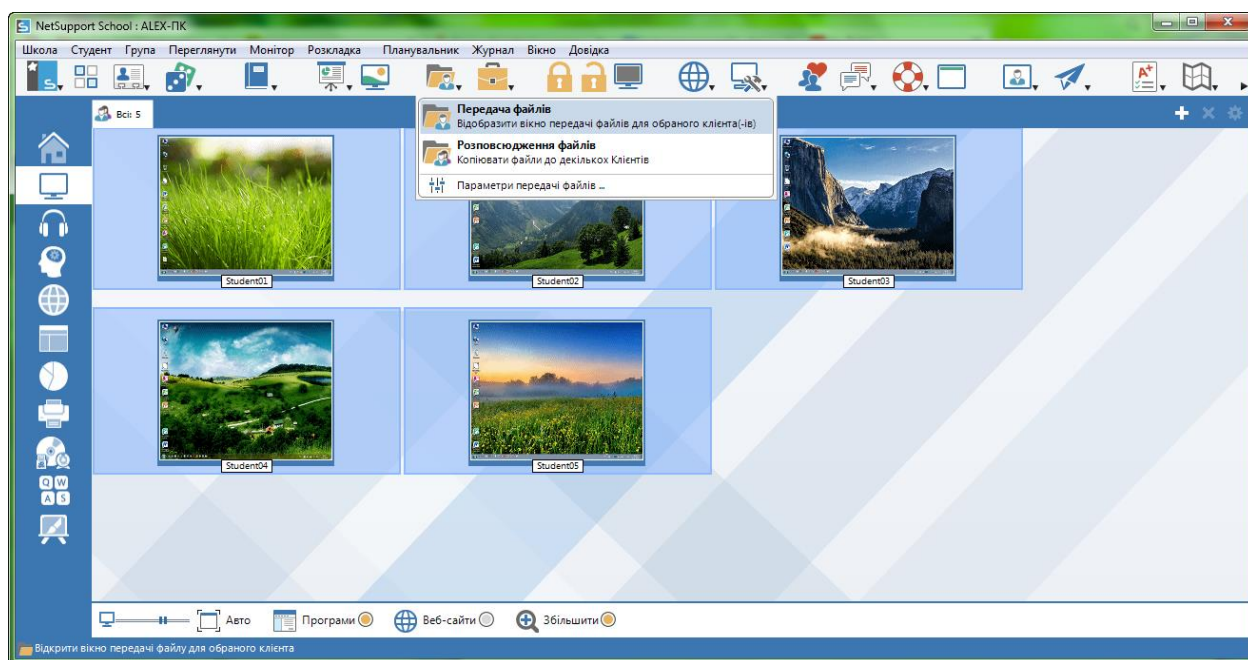 NetSupport School : ALEX-ПК
Школа Студент Група Переглянути Монітор Розкладка Планувальник Журнал Вікно Довідка
Всі: 5
Передача файлів
Відобразити вікно передачі файлів для обраного клієнта(-ів)
Розповсюдження файлів
Копіювати файли до декількох Клієнтів
Параметри передачі файлів ...
Student01
Student02
Student03
Student04
Student05
Q W
A S
Авто Програми Веб-сайти Збільшити
Відкрити вікно передачі файлу для обраного клієнта